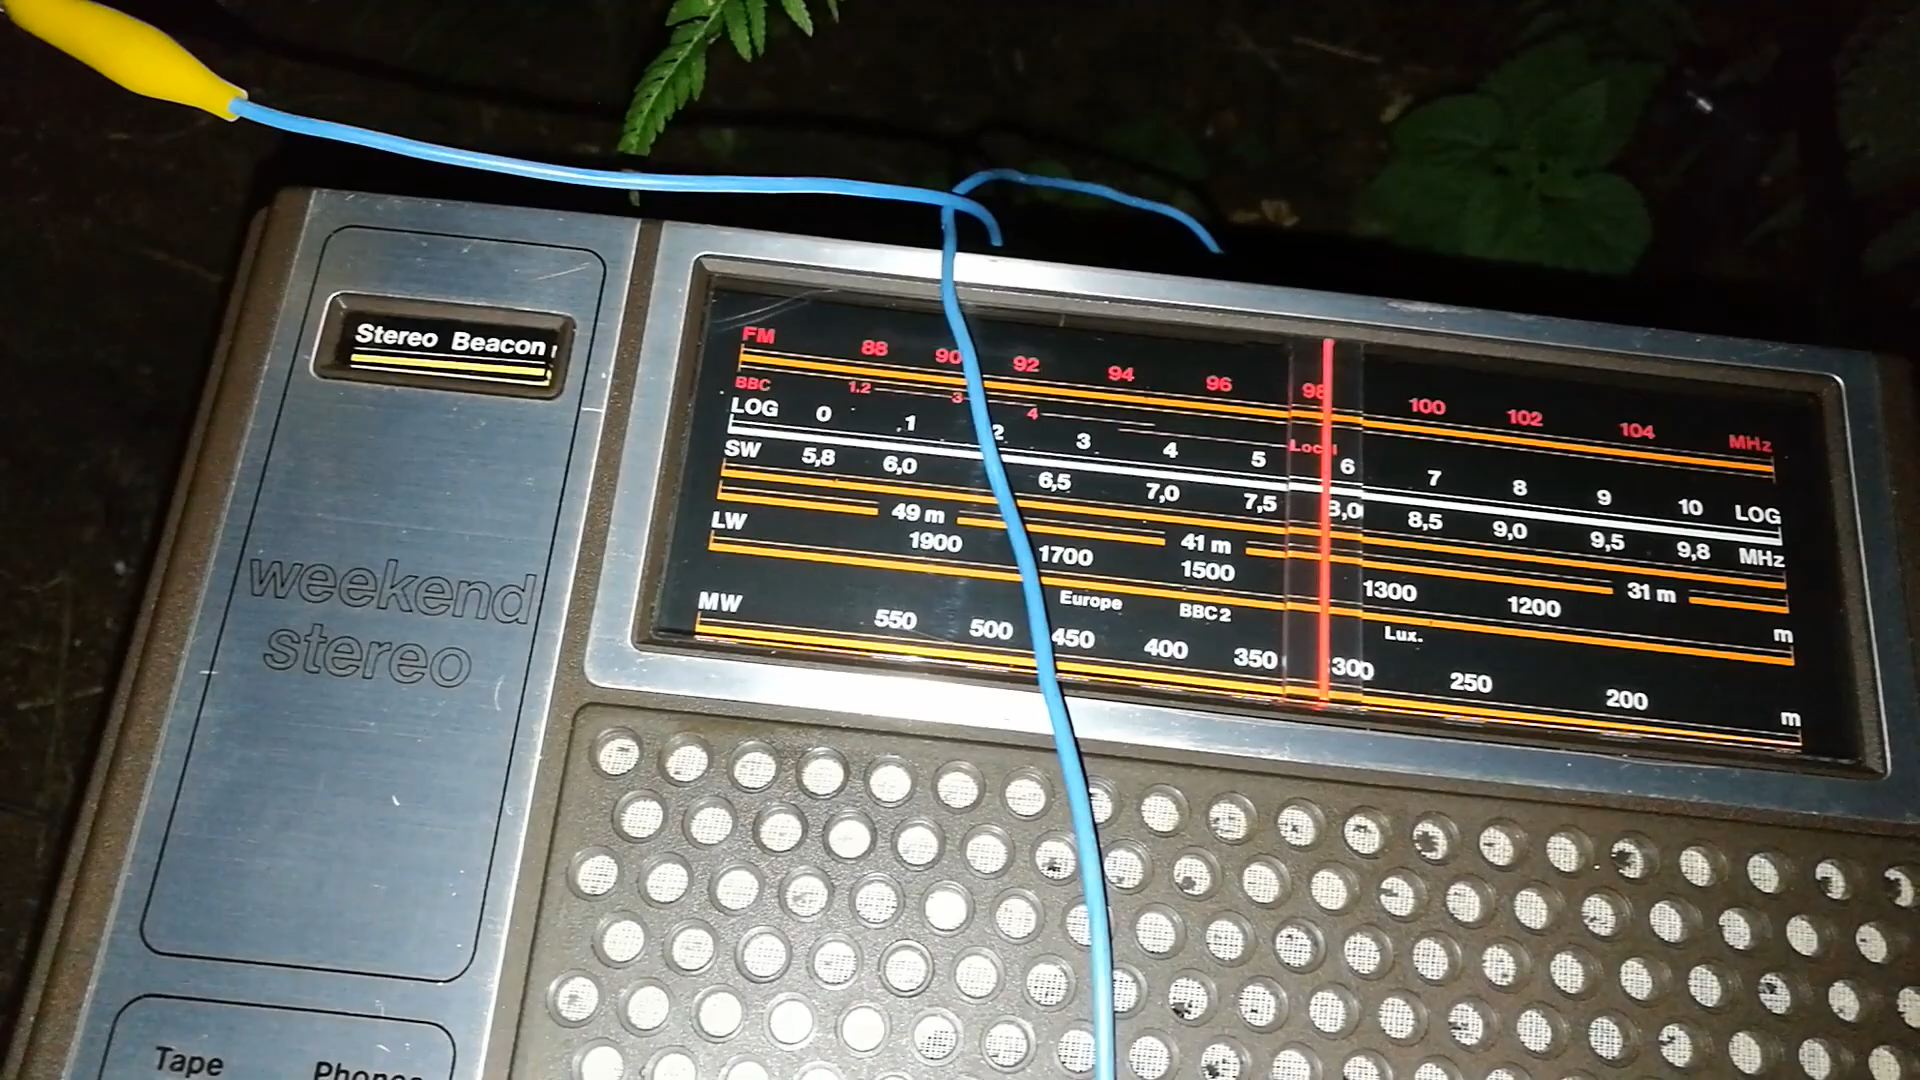 Stereo Beacon
weekend
stereo
Tape Phones
FM 88 90 92 94 96 98 100 102 104 MHz
BBC 1.2 3 4 Local
LOG 0 1 2 3 4 5 6 7 8 9 10 LOG
SW 5,8 6,0 6,5 7,0 7,5 8,0 8,5 9,0 9,5 9,8 MHz
49 m 41 m 31 m
LW 1900 1700 1500 1300 1200 m
Europe BBC 2 Lux.
MW 550 500 450 400 350 300 250 200 m